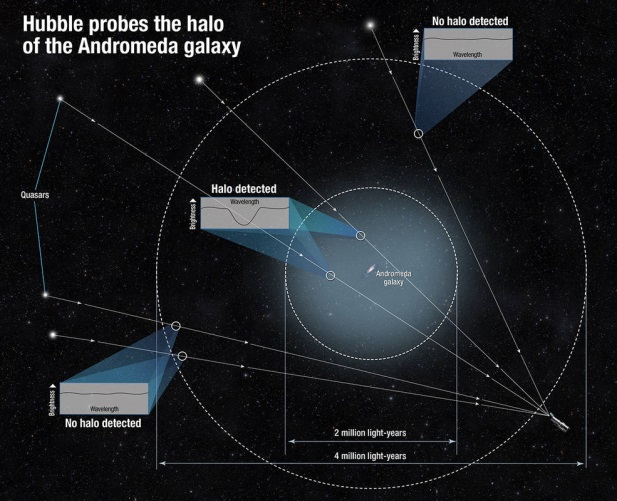 Hubble probes the halo
of the Andromeda galaxy
No halo detected
Brightness
Wavelength
Quasars
Halo detected
Brightness
Wavelength
Andromeda
galaxy
Brightness
Wavelength
No halo detected
2 million light-years
4 million light-years